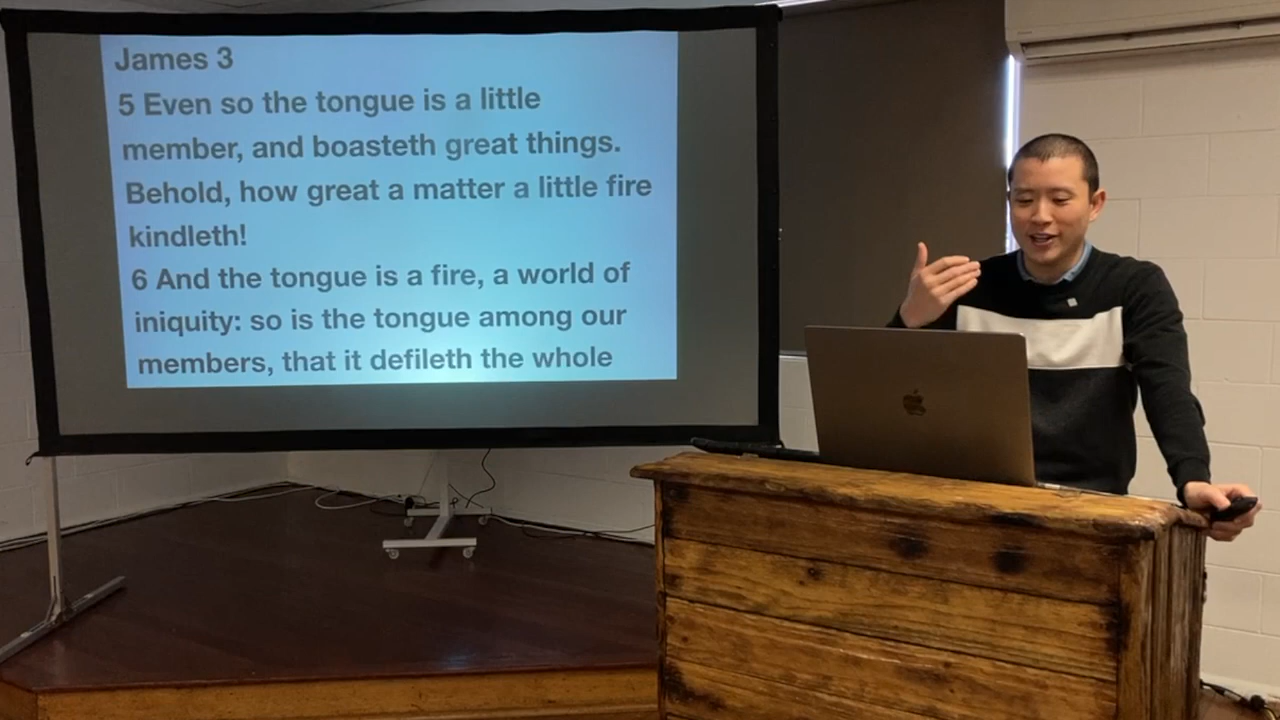 James 3
5 Even so the tongue is a little
member, and boasteth great things.
Behold, how great a matter a little fire
kindleth!
6 And the tongue is a fire, a world of
iniquity: so is the tongue among our
members, that it defileth the whole